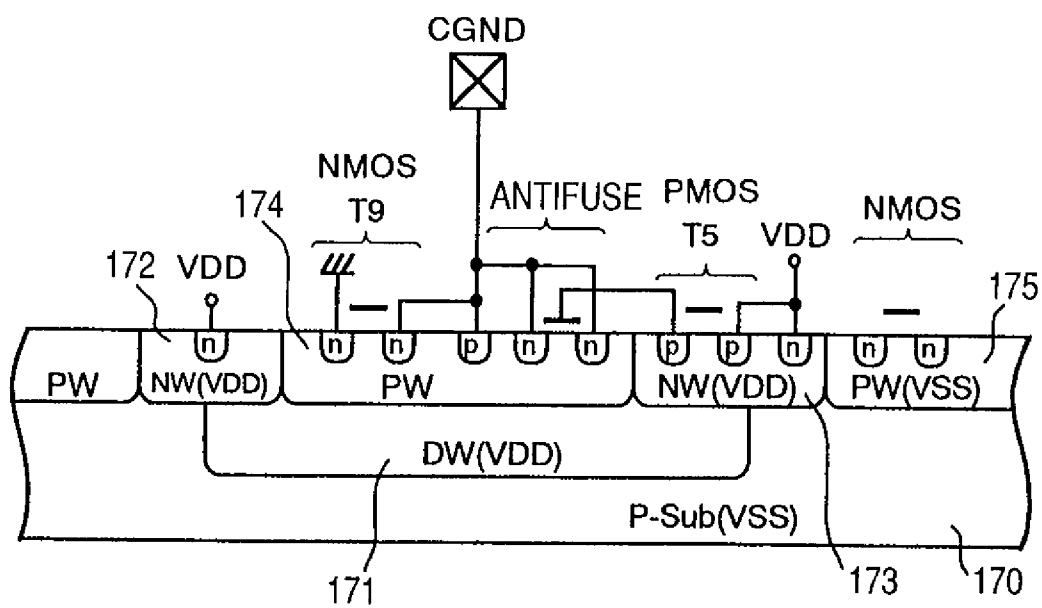 CGND
NMOS T9
ANTIFUSE
PMOS T5
NMOS
174
172
VDD
VDD
175
n n n p n n p p n n n
PW
NW(VDD)
PW
NW(VDD)
PW(VSS)
DW(VDD)
P-Sub(VSS)
171
173
170